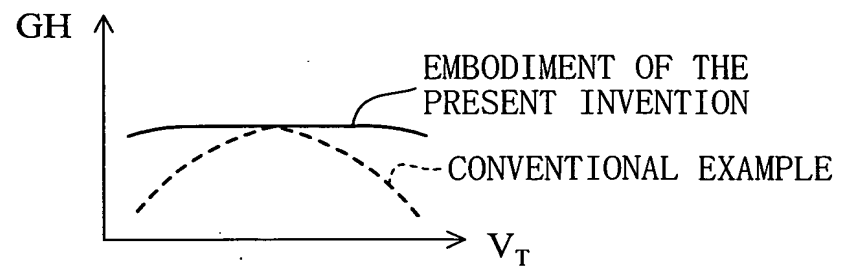 GH
EMBODIMENT OF THE
PRESENT INVENTION
CONVENTIONAL EXAMPLE
V_T